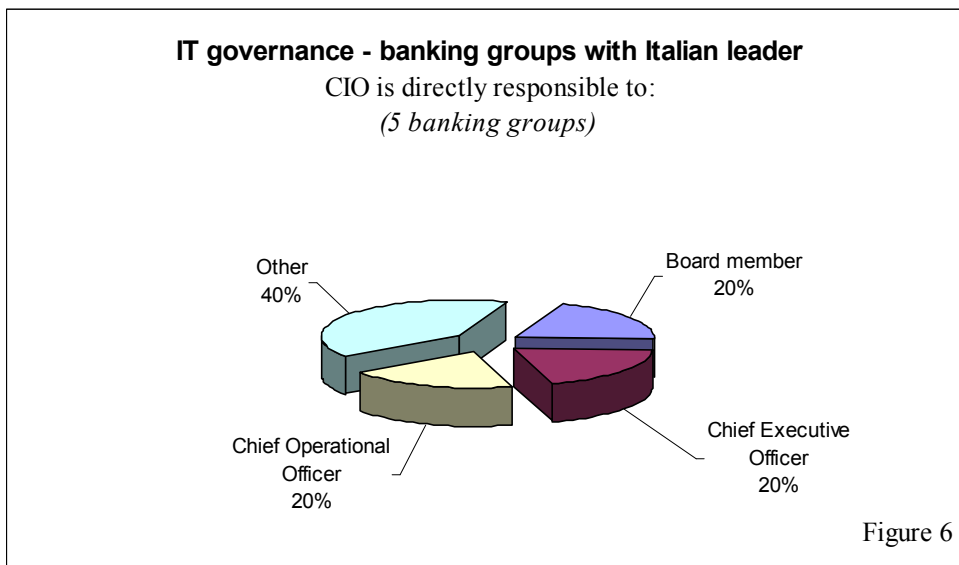 IT governance - banking groups with Italian leader
CIO is directly responsible to:
(5 banking groups)
Other
40%
Board member
20%
Chief Operational
Officer
20%
Chief Executive
Officer
20%
Figure 6